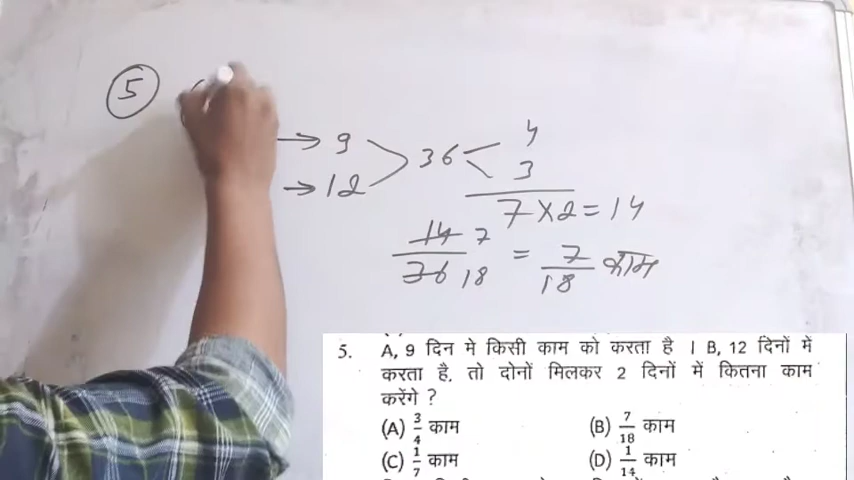 5
→ 9
36
4
→ 12
3
7 X 2 = 14
14 7
36 18
= 7/18 काम
5. A, 9 दिन मे किसी काम को करता है । B, 12 दिनों में
करता है. तो दोनों मिलकर 2 दिनों में कितना काम
करेंगे ?
(A) 3/4 काम (B) 7/18 काम
(C) 1/7 काम (D) 1/14 काम